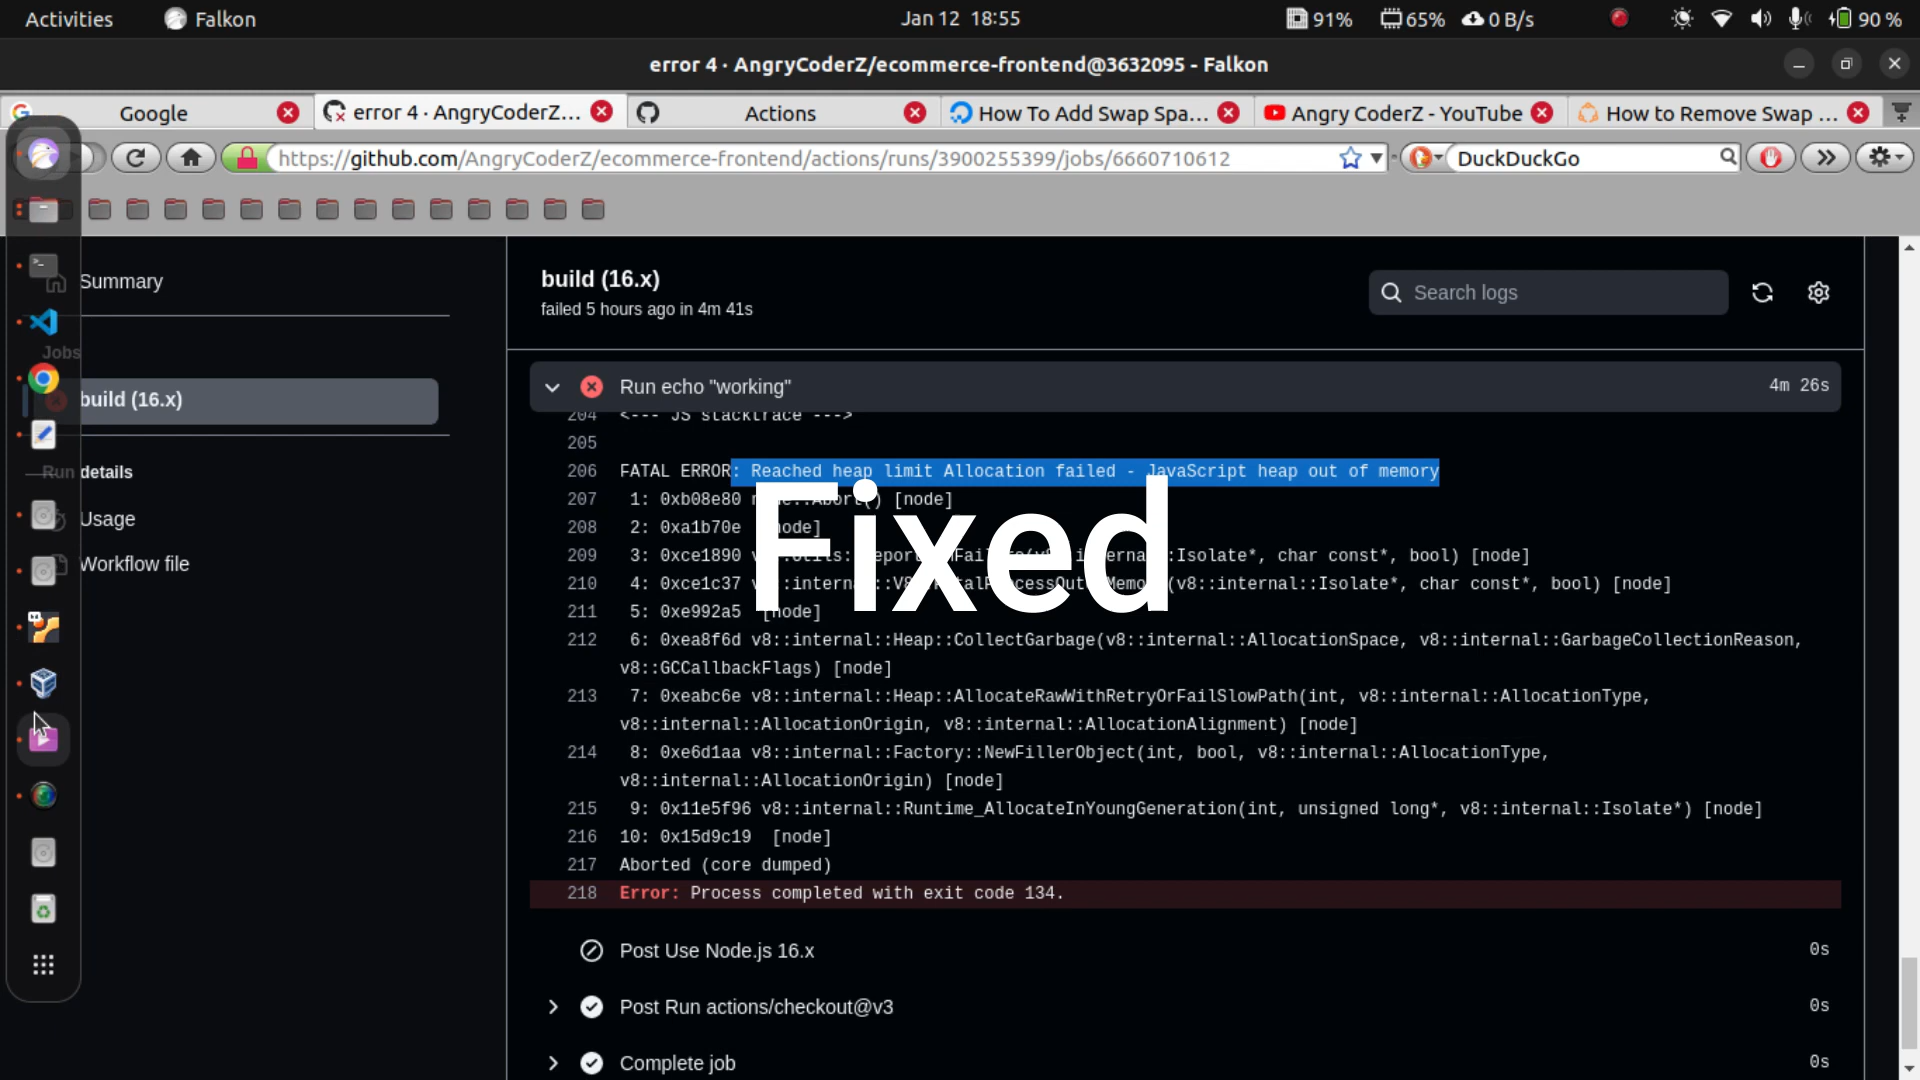 Activities Falkon Jan 12 18:55 91% 65% 0 B/s 90 %
error 4 · AngryCoderZ/ecommerce-frontend@3632095 - Falkon
Google error 4 · AngryCoderZ... Actions How To Add Swap Spa... Angry CoderZ - YouTube How to Remove Swap ...
https://github.com/AngryCoderZ/ecommerce-frontend/actions/runs/3900255399/jobs/6660710612 DuckDuckGo
Summary
Jobs
build (16.x)
Run details
Usage
Workflow file
build (16.x)
failed 5 hours ago in 4m 41s
Search logs
Run echo "working" 4m 26s
204 <--- JS stacktrace --->
205
206 FATAL ERROR: Reached heap limit Allocation failed - JavaScript heap out of memory
207 1: 0xb08e80 [node]
208 2: 0xa1b70e [node]
209 3: 0xce1890 Isolate*, char const*, bool) [node]
210 4: 0xce1c37 (v8::internal::Isolate*, char const*, bool) [node]
211 5: 0xe992a5 [node]
212 6: 0xea8f6d v8::internal::Heap::CollectGarbage(v8::internal::AllocationSpace, v8::internal::GarbageCollectionReason,
v8::GCCallbackFlags) [node]
213 7: 0xeabc6e v8::internal::Heap::AllocateRawWithRetryOrFailSlowPath(int, v8::internal::AllocationType,
v8::internal::AllocationOrigin, v8::internal::AllocationAlignment) [node]
214 8: 0xe6d1aa v8::internal::Factory::NewFillerObject(int, bool, v8::internal::AllocationType,
v8::internal::AllocationOrigin) [node]
215 9: 0x11e5f96 v8::internal::Runtime_AllocateInYoungGeneration(int, unsigned long*, v8::internal::Isolate*) [node]
216 10: 0x15d9c19 [node]
217 Aborted (core dumped)
218 Error: Process completed with exit code 134.
Fixed
Post Use Node.js 16.x 0s
Post Run actions/checkout@v3 0s
Complete job 0s